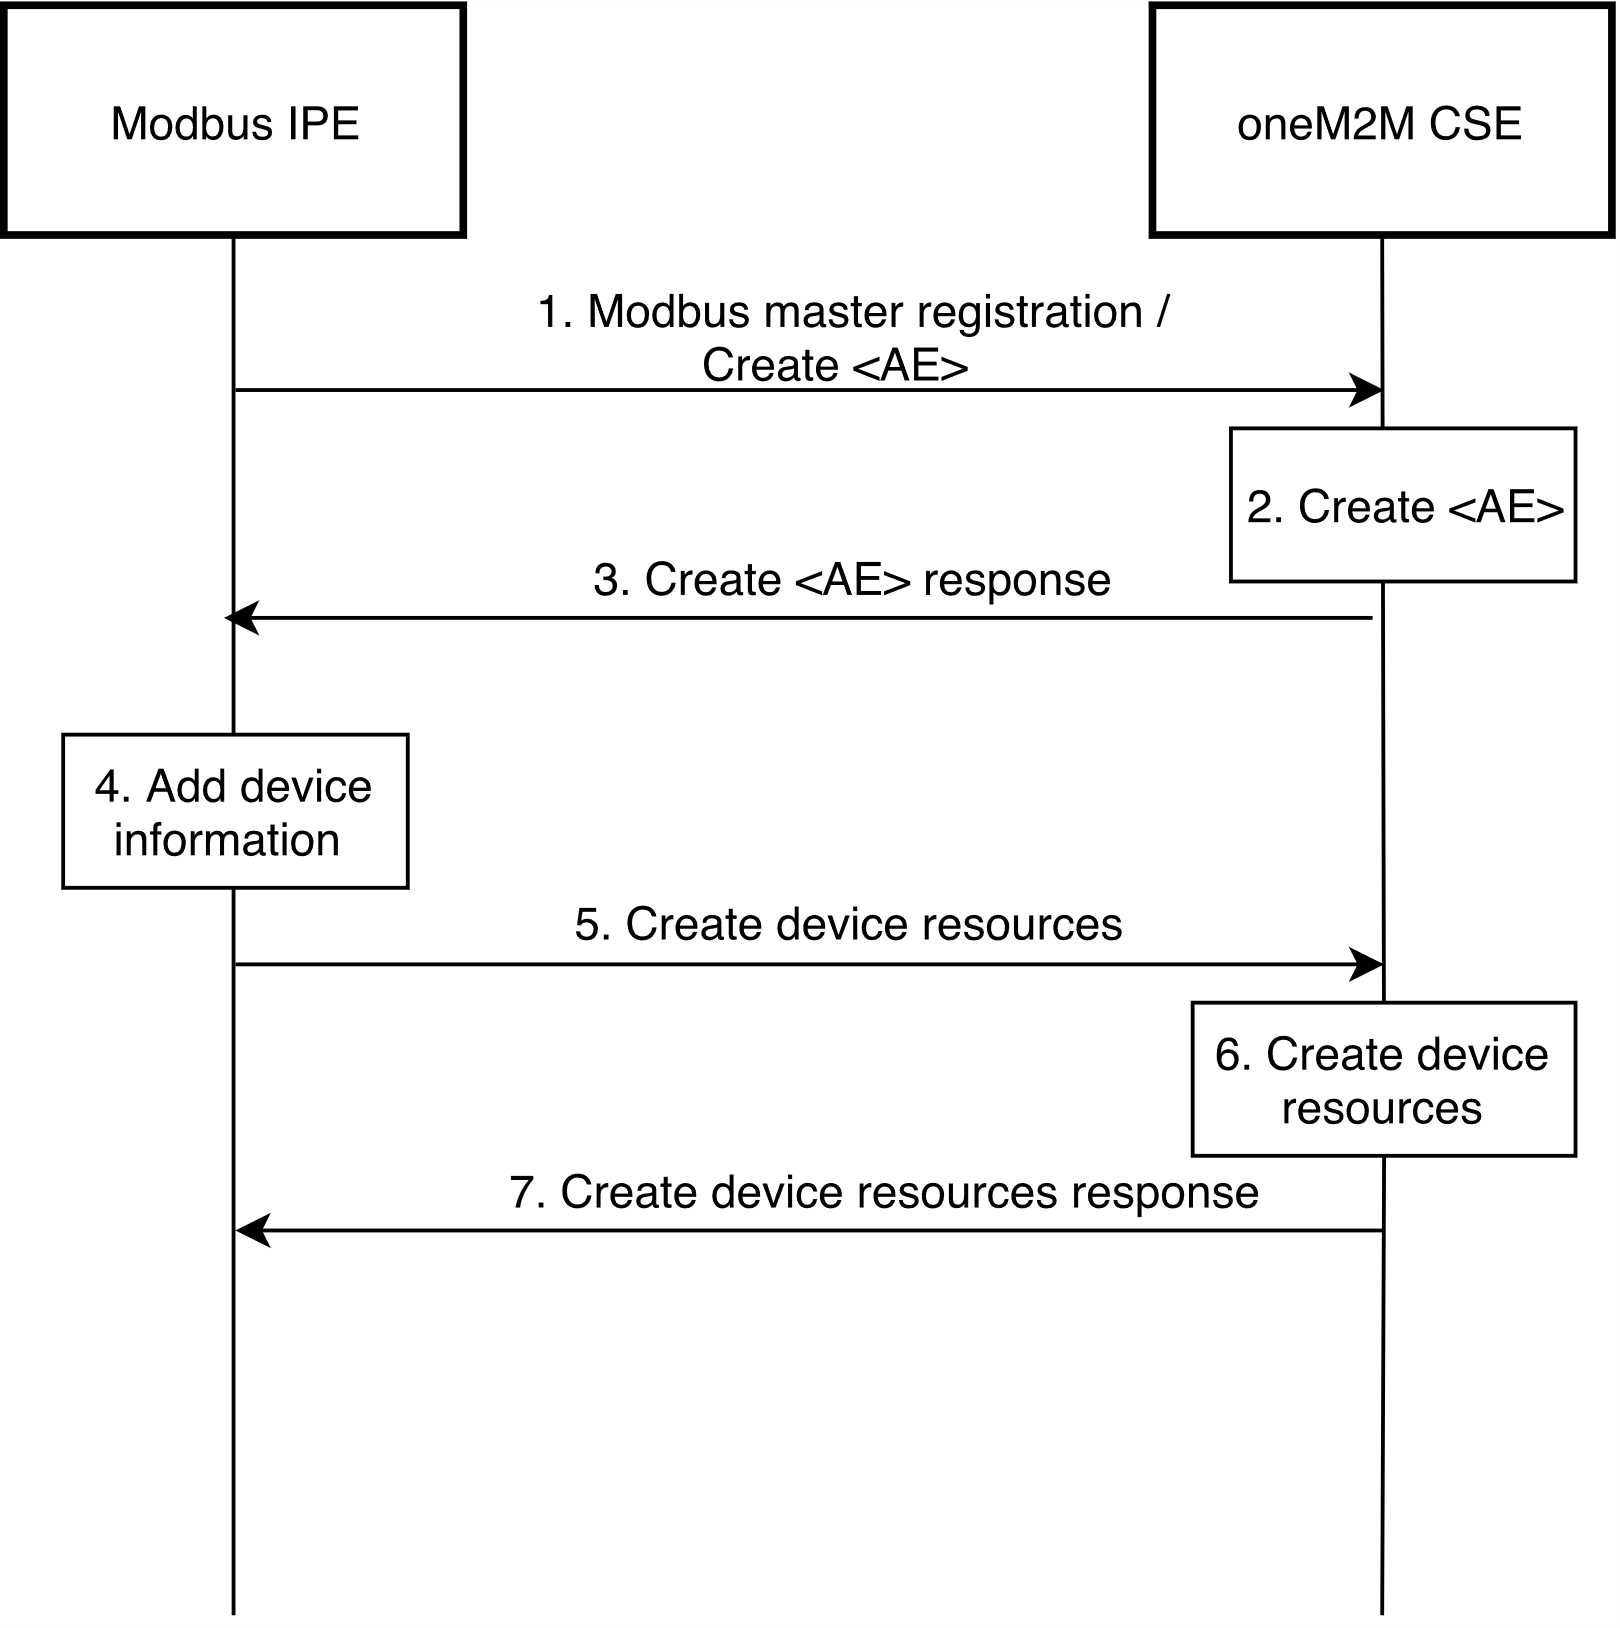 Modbus IPE
oneM2M CSE
1. Modbus master registration /
Create <AE>
2. Create <AE>
3. Create <AE> response
4. Add device
information
5. Create device resources
6. Create device
resources
7. Create device resources response